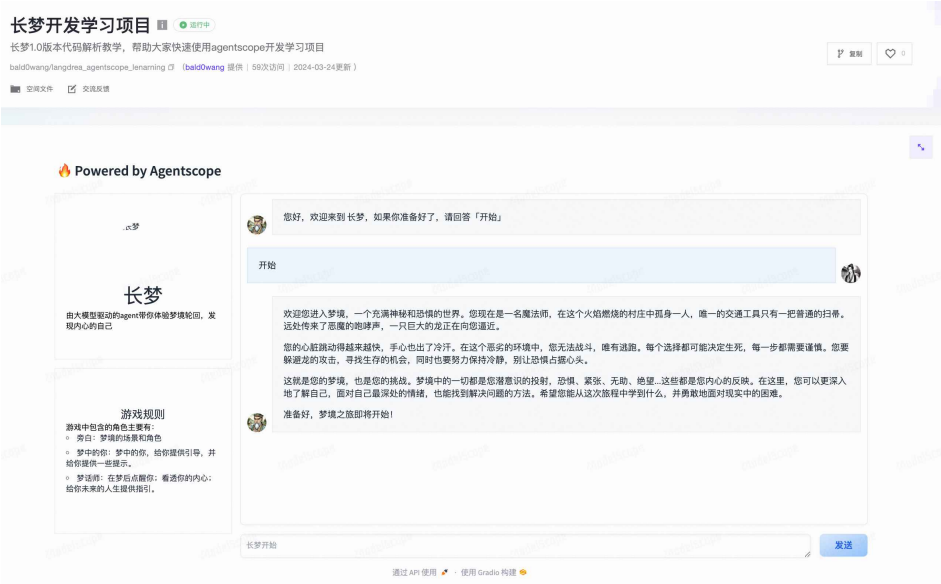 长梦开发学习项目 运行中
长梦1.0版本代码解析教学，帮助大家快速使用agentscope开发学习项目
复制
0
bald0wang/langdrea_agentscope_lenarning （bald0wang 提供 | 59次访问 | 2024-03-24更新 ）
空间文件 交流反馈
Powered by Agentscope
.长梦
长梦
由大模型驱动的agent带你体验梦境轮回，发
现内心的自己
游戏规则
游戏中包含的角色主要有：
旁白：梦境的场景和角色
梦中的你：梦中的你，给你提供引导，并
给你提供一些提示。
梦话师：在梦后点醒你；看透你的内心；
给你未来的人生提供指引。
您好，欢迎来到 长梦，如果你准备好了，请回答「开始」
开始
欢迎您进入梦境，一个充满神秘和恐惧的世界。您现在是一名魔法师，在这个火焰燃烧的村庄中孤身一人，唯一的交通工具只有一把普通的扫帚。
远处传来了恶魔的咆哮声，一只巨大的龙正在向您逼近。
您的心脏跳动得越来越快，手心也出了冷汗。在这个恶劣的环境中，您无法战斗，唯有逃跑。每个选择都可能决定生死，每一步都需要谨慎。您要
躲避龙的攻击，寻找生存的机会，同时也要努力保持冷静，别让恐惧占据心头。
这就是您的梦境，也是您的挑战。梦境中的一切都是您潜意识的投射，恐惧、紧张、无助、绝望...这些都是您内心的反映。在这里，您可以更深入
地了解自己，面对自己最深处的情绪，也能找到解决问题的方法。希望您能从这次旅程中学到什么，并勇敢地面对现实中的困难。
准备好，梦境之旅即将开始！
长梦开始
发送
通过 API 使用 · 使用 Gradio 构建